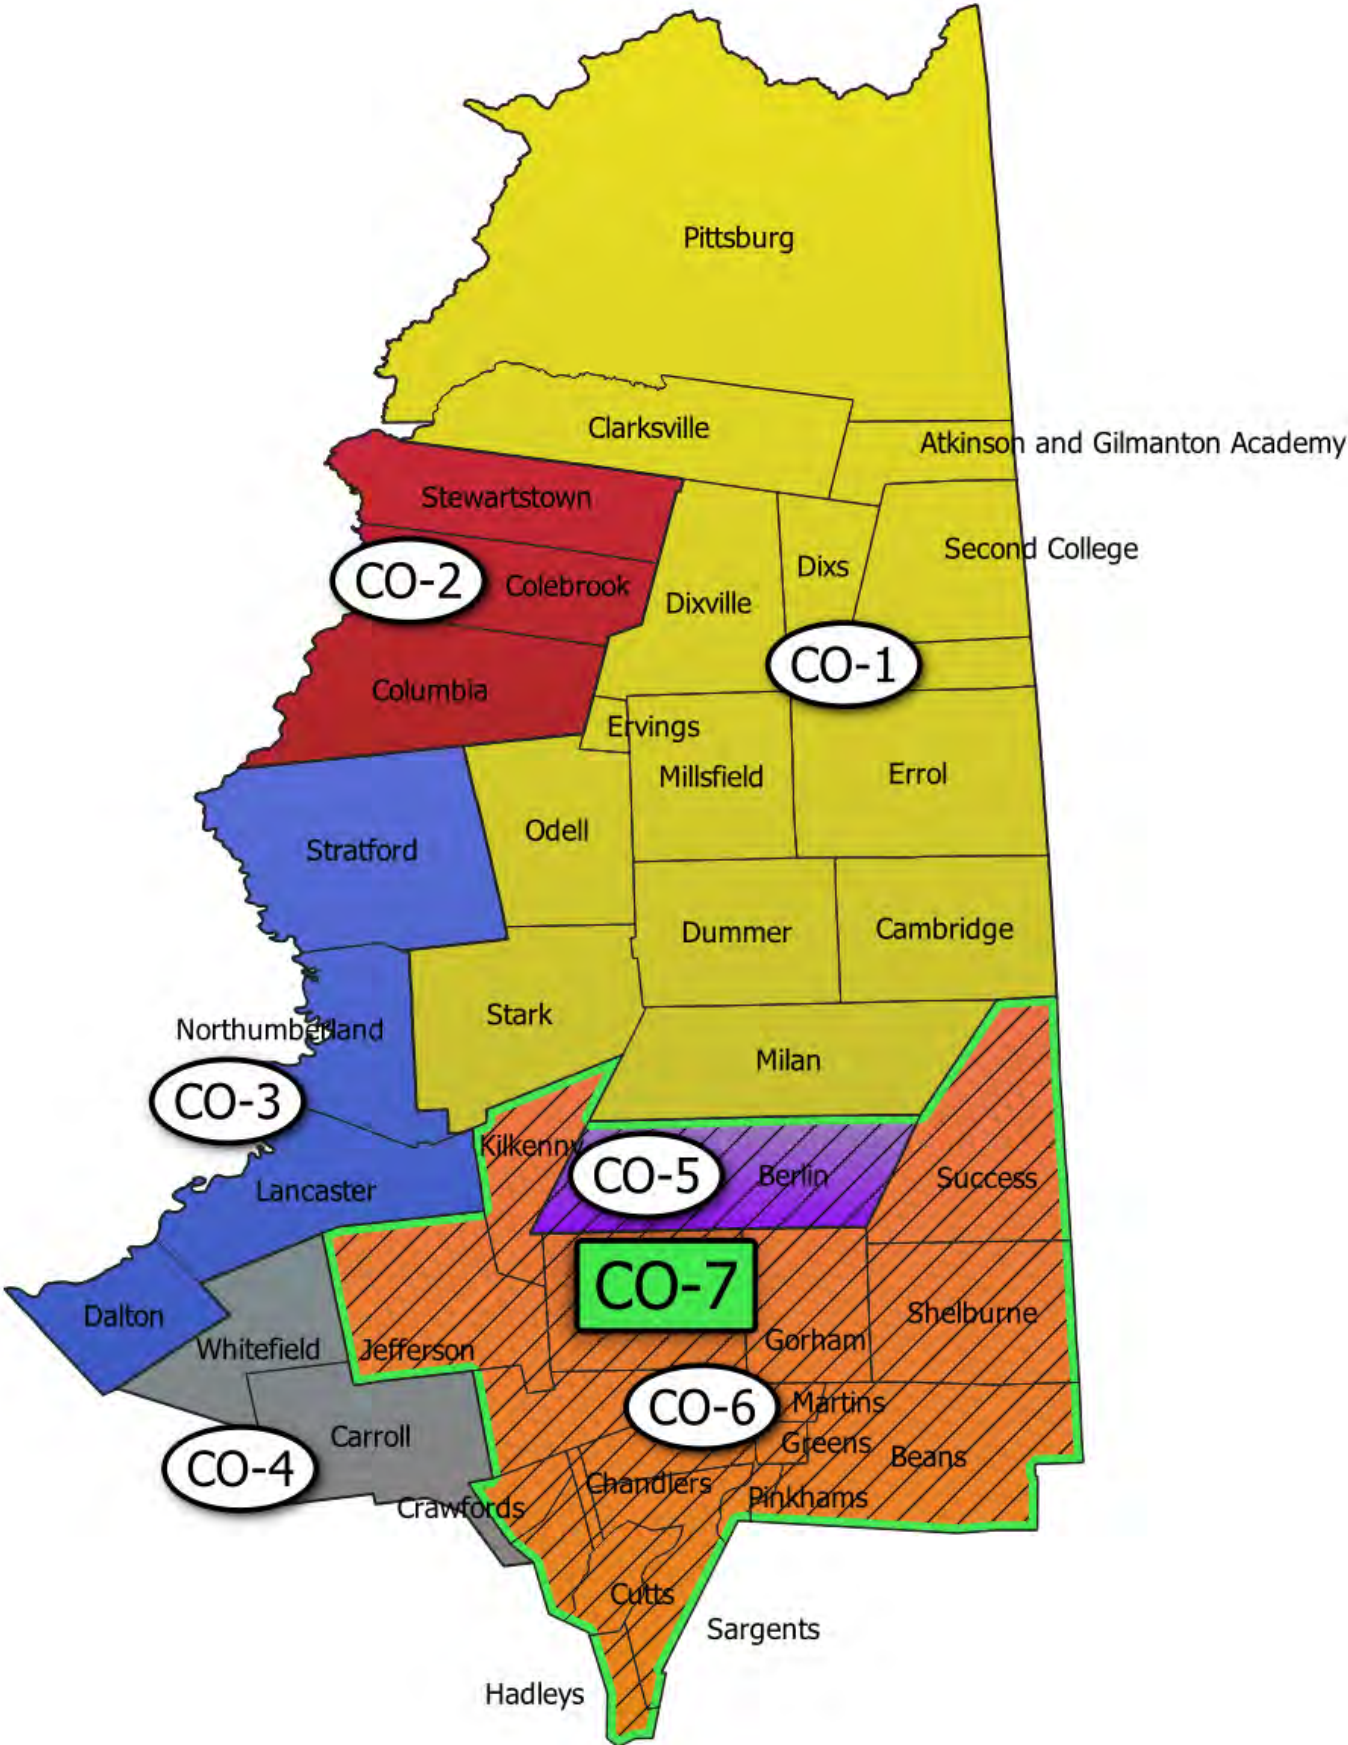 Pittsburg
Clarksville
Atkinson and Gilmanton Academy
Stewartstown
Second College
Dixs
CO-2
Colebrook
Dixville
CO-1
Columbia
Ervings
Millsfield
Errol
Odell
Stratford
Dummer
Cambridge
Stark
Northumberland
Milan
CO-3
Kilkenny
CO-5
Berlin
Success
Lancaster
CO-7
Dalton
Shelburne
Whitefield
Jefferson
Gorham
CO-6
Martins
Carroll
Greens
Beans
CO-4
Chandlers
Pinkhams
Crawfords
Cutts
Sargents
Hadleys